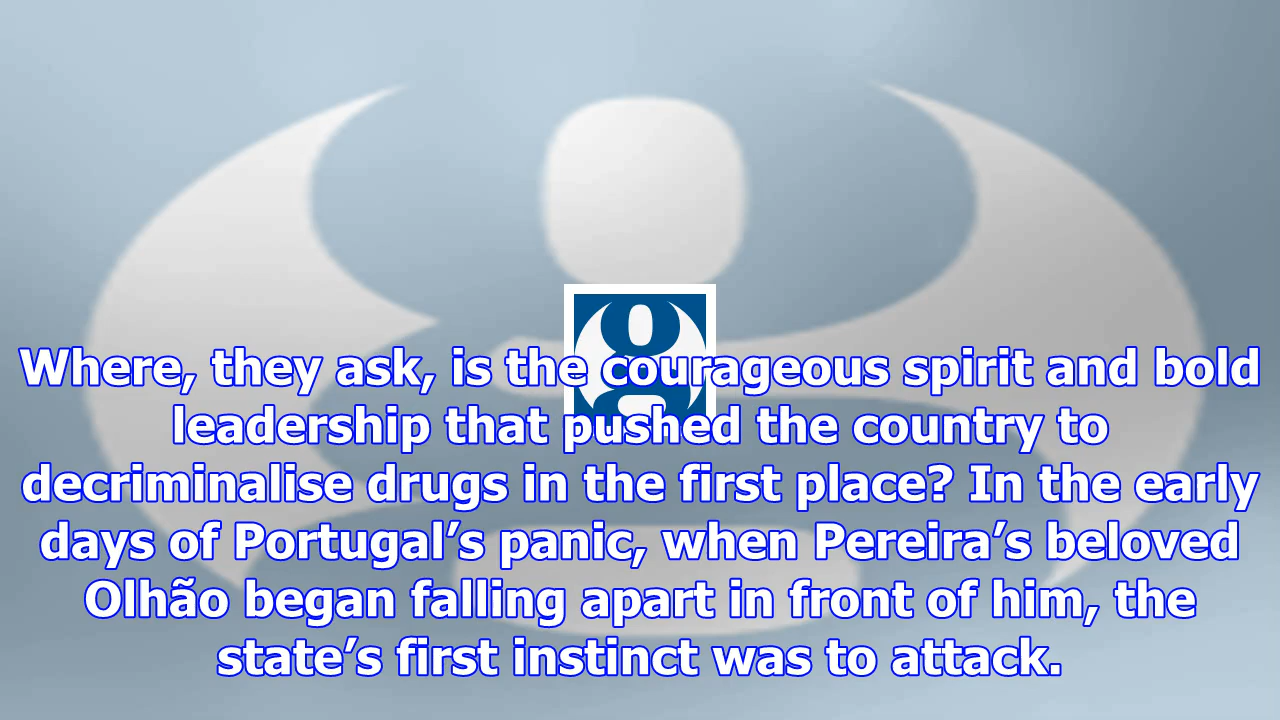 Where, they ask, is the courageous spirit and bold
leadership that pushed the country to
decriminalise drugs in the first place? In the early
days of Portugal’s panic, when Pereira’s beloved
Olhão began falling apart in front of him, the
state’s first instinct was to attack.